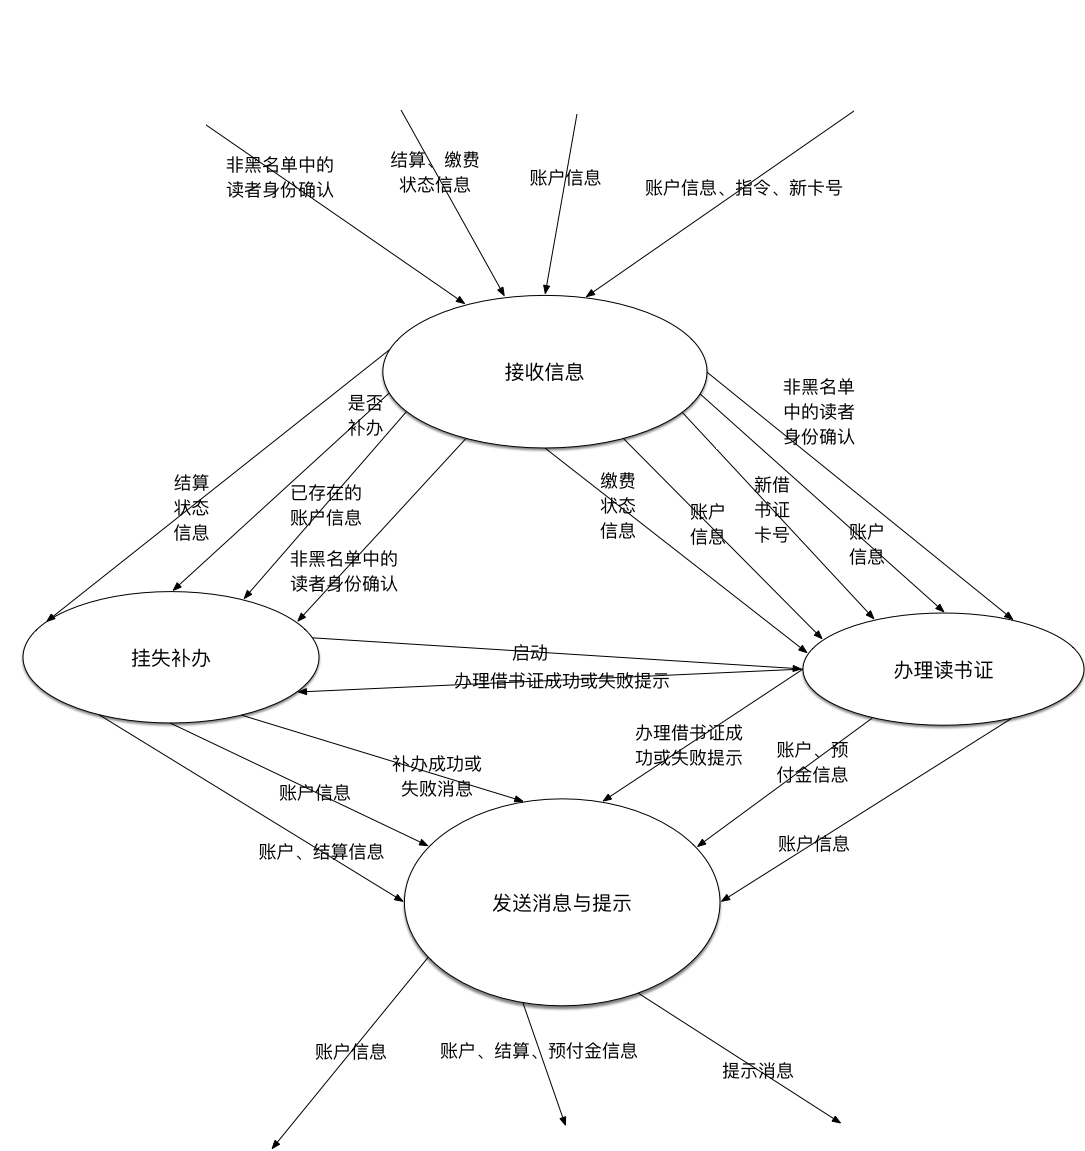 非黑名单中的
读者身份确认
结算、缴费
状态信息
账户信息
账户信息、指令、新卡号
接收信息
是否
补办
非黑名单
中的读者
身份确认
结算
状态
信息
已存在的
账户信息
非黑名单中的
读者身份确认
缴费
状态
信息
账户
信息
新借
书证
卡号
账户
信息
挂失补办
启动
办理借书证成功或失败提示
办理读书证
补办成功或
失败消息
账户信息
账户、结算信息
办理借书证成
功或失败提示
账户、预
付金信息
账户信息
发送消息与提示
账户信息
账户、结算、预付金信息
提示消息